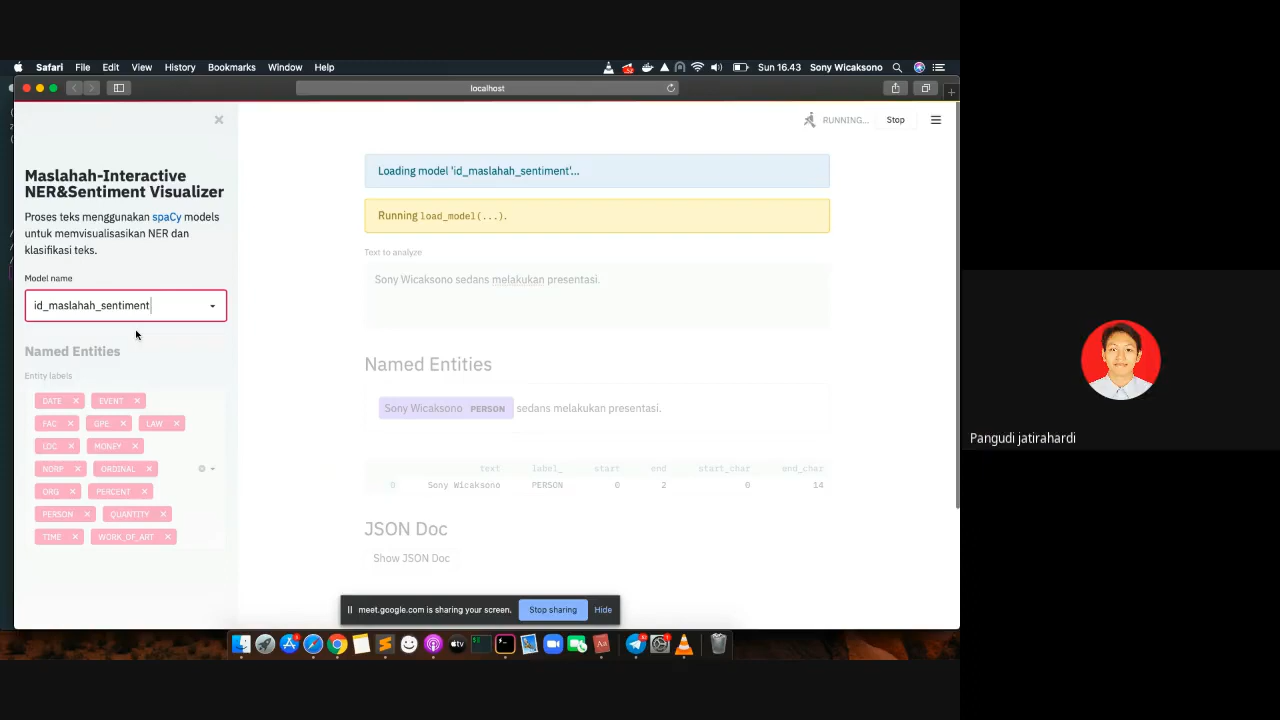 Safari File Edit View History Bookmarks Window Help
Sun 16.43 Sony Wicaksono
localhost
RUNNING... Stop
Maslahah-Interactive
NER&Sentiment Visualizer
Proses teks menggunakan spaCy models
untuk memvisualisasikan NER dan
klasifikasi teks.
Model name
id_maslahah_sentiment
Named Entities
Entity labels
DATE × EVENT ×
FAC × GPE × LAW ×
LOC × MONEY ×
NORP × ORDINAL ×
ORG × PERCENT ×
PERSON × QUANTITY ×
TIME × WORK_OF_ART ×
Loading model 'id_maslahah_sentiment'...
Running load_model(...).
Text to analyze
Sony Wicaksono sedans melakukan presentasi.
Named Entities
Sony Wicaksono PERSON sedans melakukan presentasi.
text label_ start end start_char end_char
0 Sony Wicaksono PERSON 0 2 0 14
JSON Doc
Show JSON Doc
meet.google.com is sharing your screen. Stop sharing Hide
Pangudi jatirahardi